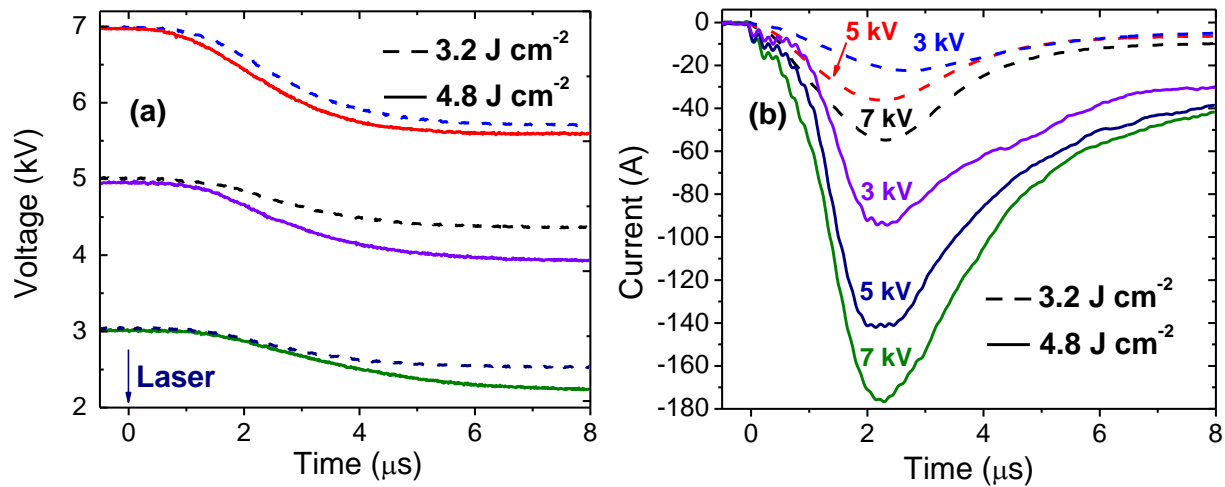 7
6
5
4
3
2
Voltage (kV)
(a)
3.2 J cm⁻²
4.8 J cm⁻²
Laser
0 2 4 6 8
Time (μs)
0
-20
-40
-60
-80
-100
-120
-140
-160
-180
Current (A)
5 kV
3 kV
7 kV
(b)
3 kV
5 kV
7 kV
3.2 J cm⁻²
4.8 J cm⁻²
0 2 4 6 8
Time (μs)